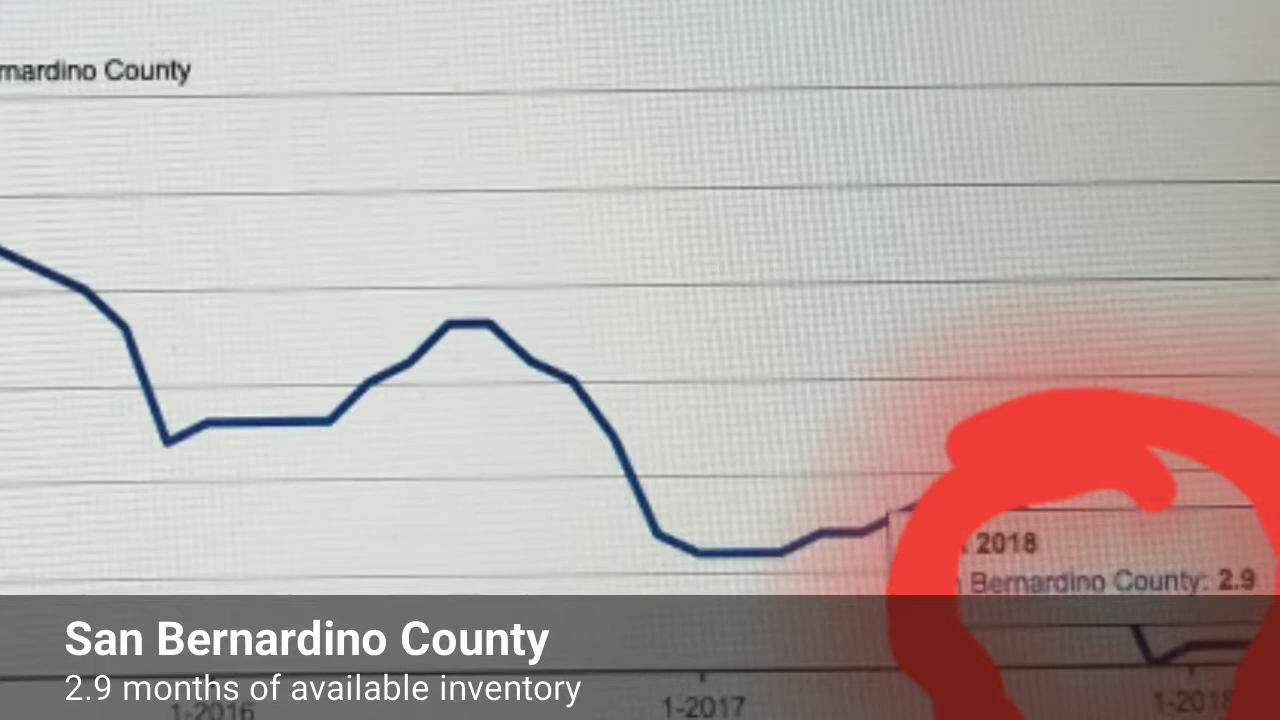 rnardino County
2018
Bernardino County: 2.9
San Bernardino County
2.9 months of available inventory
1-2016
1-2017
1-2018